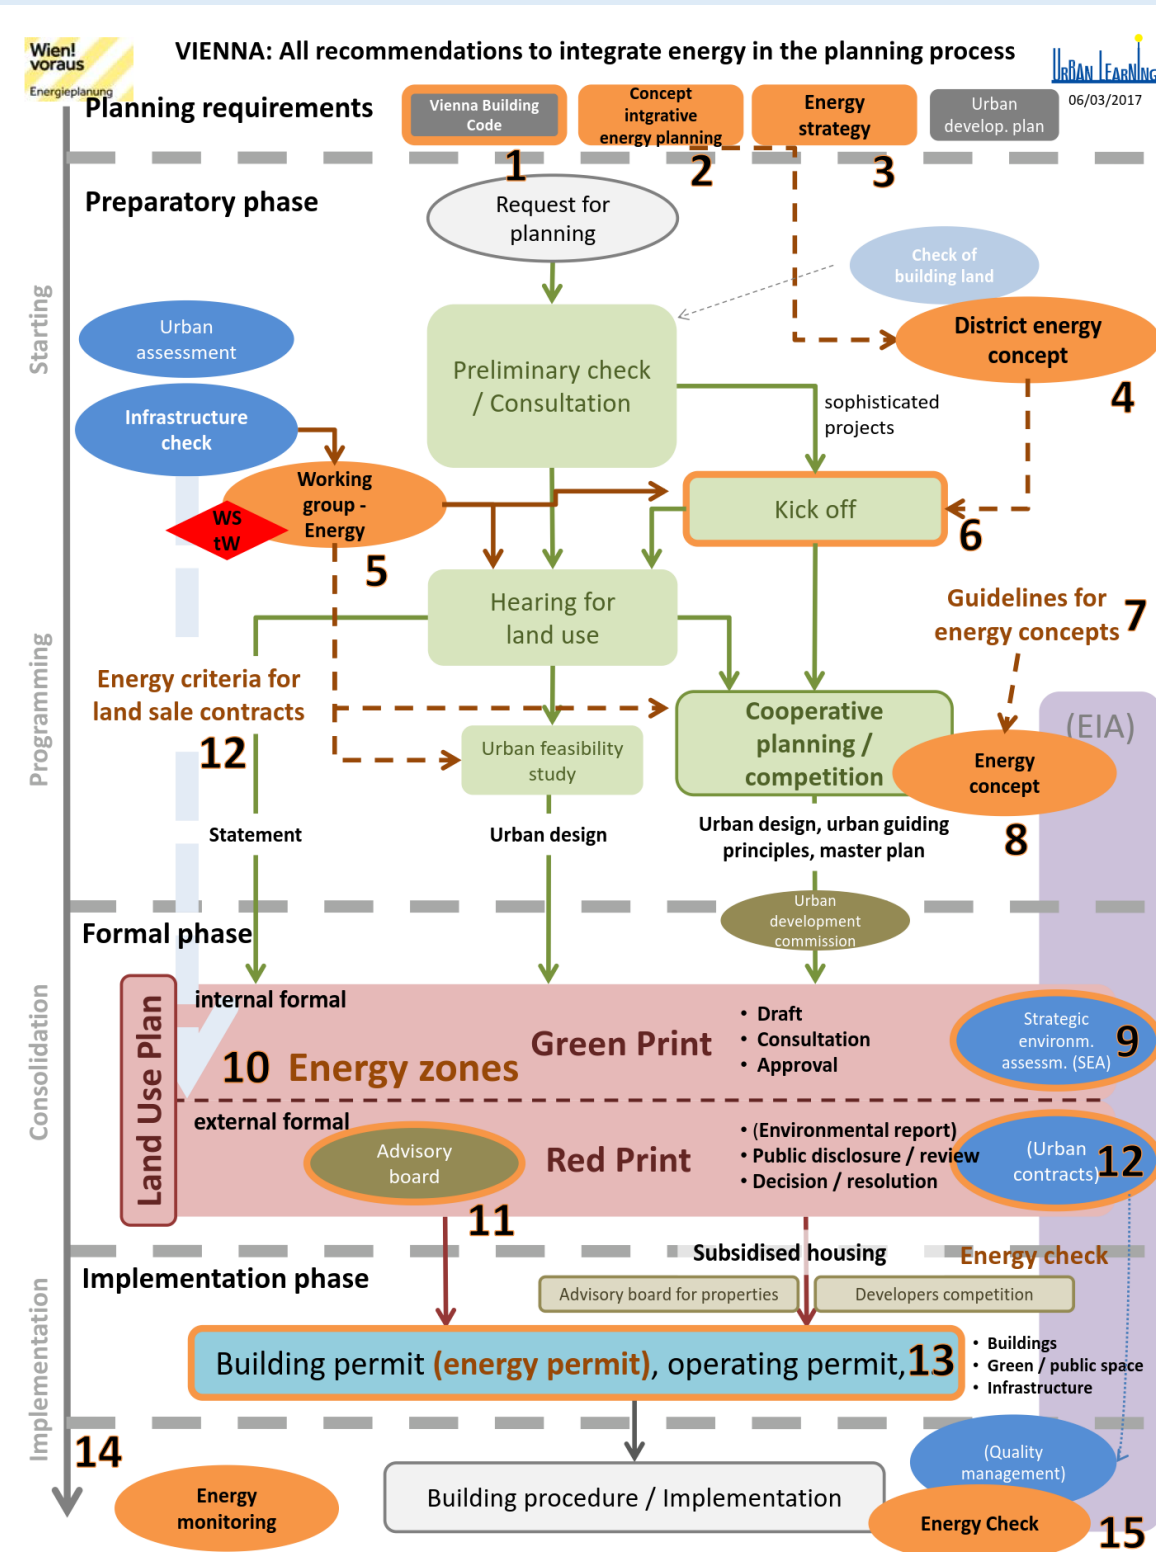 Wien!
voraus
Energieplanung
VIENNA: All recommendations to integrate energy in the planning process
URBAN LEARNING
06/03/2017
Planning requirements
Vienna Building
Code
1
Concept
intgrative
energy planning
2
Energy
strategy
3
Urban
develop. plan
Preparatory phase
Request for
planning
Check of
building land
Starting
Urban
assessment
District energy
concept
4
Preliminary check
/ Consultation
sophisticated
projects
Infrastructure
check
Working
group -
Energy
WS
tW
5
Kick off
6
Hearing for
land use
Guidelines for
energy concepts
7
Programming
Energy criteria for
land sale contracts
12
Cooperative
planning /
competition
(EIA)
Urban feasibility
study
Energy
concept
8
Statement
Urban design
Urban design, urban guiding
principles, master plan
Urban
development
commission
Formal phase
Consolidation
Land Use Plan
internal formal
10 Energy zones
Green Print
• Draft
• Consultation
• Approval
Strategic
environm.
assessm. (SEA)
9
external formal
Advisory
board
11
Red Print
• (Environmental report)
• Public disclosure / review
• Decision / resolution
(Urban
contracts)
12
Subsidised housing
Energy check
Implementation phase
Implementation
Advisory board for properties
Developers competition
Building permit (energy permit), operating permit,
13
• Buildings
• Green / public space
• Infrastructure
14
Energy
monitoring
Building procedure / Implementation
(Quality
management)
Energy Check
15